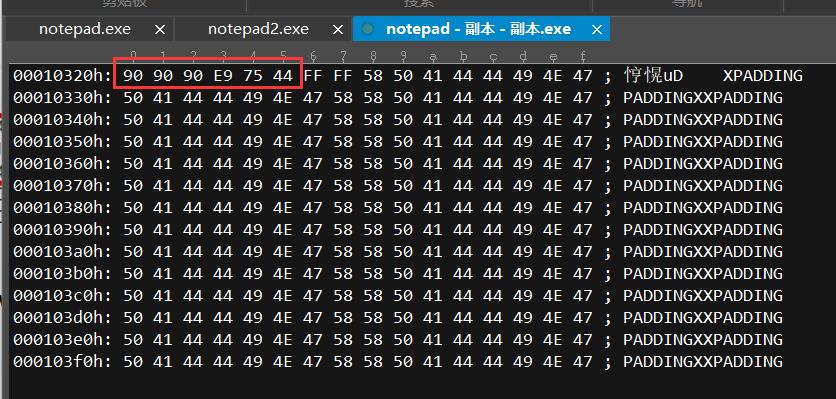 剪贴板 搜索 导航
notepad.exe × notepad2.exe × notepad - 副本 - 副本.exe ×
0 1 2 3 4 5 6 7 8 9 a b c d e f
00010320h: 90 90 90 E9 75 44 FF FF 58 50 41 44 44 49 4E 47 ; 悙愰uD XPADDING
00010330h: 50 41 44 44 49 4E 47 58 58 50 41 44 44 49 4E 47 ; PADDINGXXPADDING
00010340h: 50 41 44 44 49 4E 47 58 58 50 41 44 44 49 4E 47 ; PADDINGXXPADDING
00010350h: 50 41 44 44 49 4E 47 58 58 50 41 44 44 49 4E 47 ; PADDINGXXPADDING
00010360h: 50 41 44 44 49 4E 47 58 58 50 41 44 44 49 4E 47 ; PADDINGXXPADDING
00010370h: 50 41 44 44 49 4E 47 58 58 50 41 44 44 49 4E 47 ; PADDINGXXPADDING
00010380h: 50 41 44 44 49 4E 47 58 58 50 41 44 44 49 4E 47 ; PADDINGXXPADDING
00010390h: 50 41 44 44 49 4E 47 58 58 50 41 44 44 49 4E 47 ; PADDINGXXPADDING
000103a0h: 50 41 44 44 49 4E 47 58 58 50 41 44 44 49 4E 47 ; PADDINGXXPADDING
000103b0h: 50 41 44 44 49 4E 47 58 58 50 41 44 44 49 4E 47 ; PADDINGXXPADDING
000103c0h: 50 41 44 44 49 4E 47 58 58 50 41 44 44 49 4E 47 ; PADDINGXXPADDING
000103d0h: 50 41 44 44 49 4E 47 58 58 50 41 44 44 49 4E 47 ; PADDINGXXPADDING
000103e0h: 50 41 44 44 49 4E 47 58 58 50 41 44 44 49 4E 47 ; PADDINGXXPADDING
000103f0h: 50 41 44 44 49 4E 47 58 58 50 41 44 44 49 4E 47 ; PADDINGXXPADDING